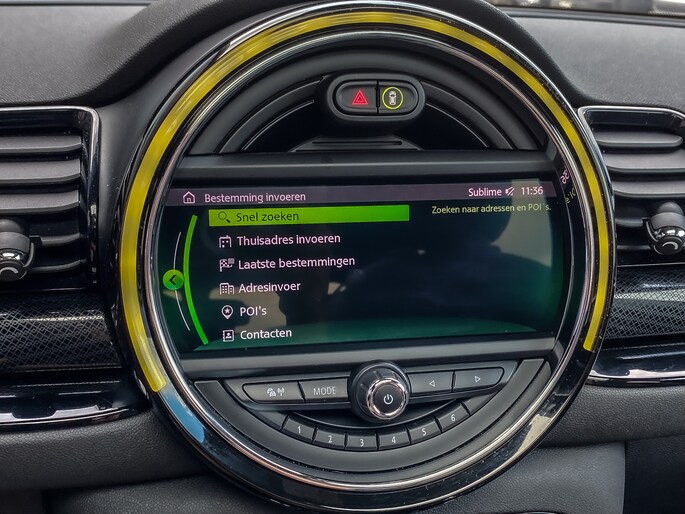 Bestemming invoeren
Sublime 11:36
Snel zoeken
Zoeken naar adressen en POI's.
Thuisadres invoeren
Laatste bestemmingen
Adresinvoer
POI's
Contacten
MODE
1 2 3 4 5 6